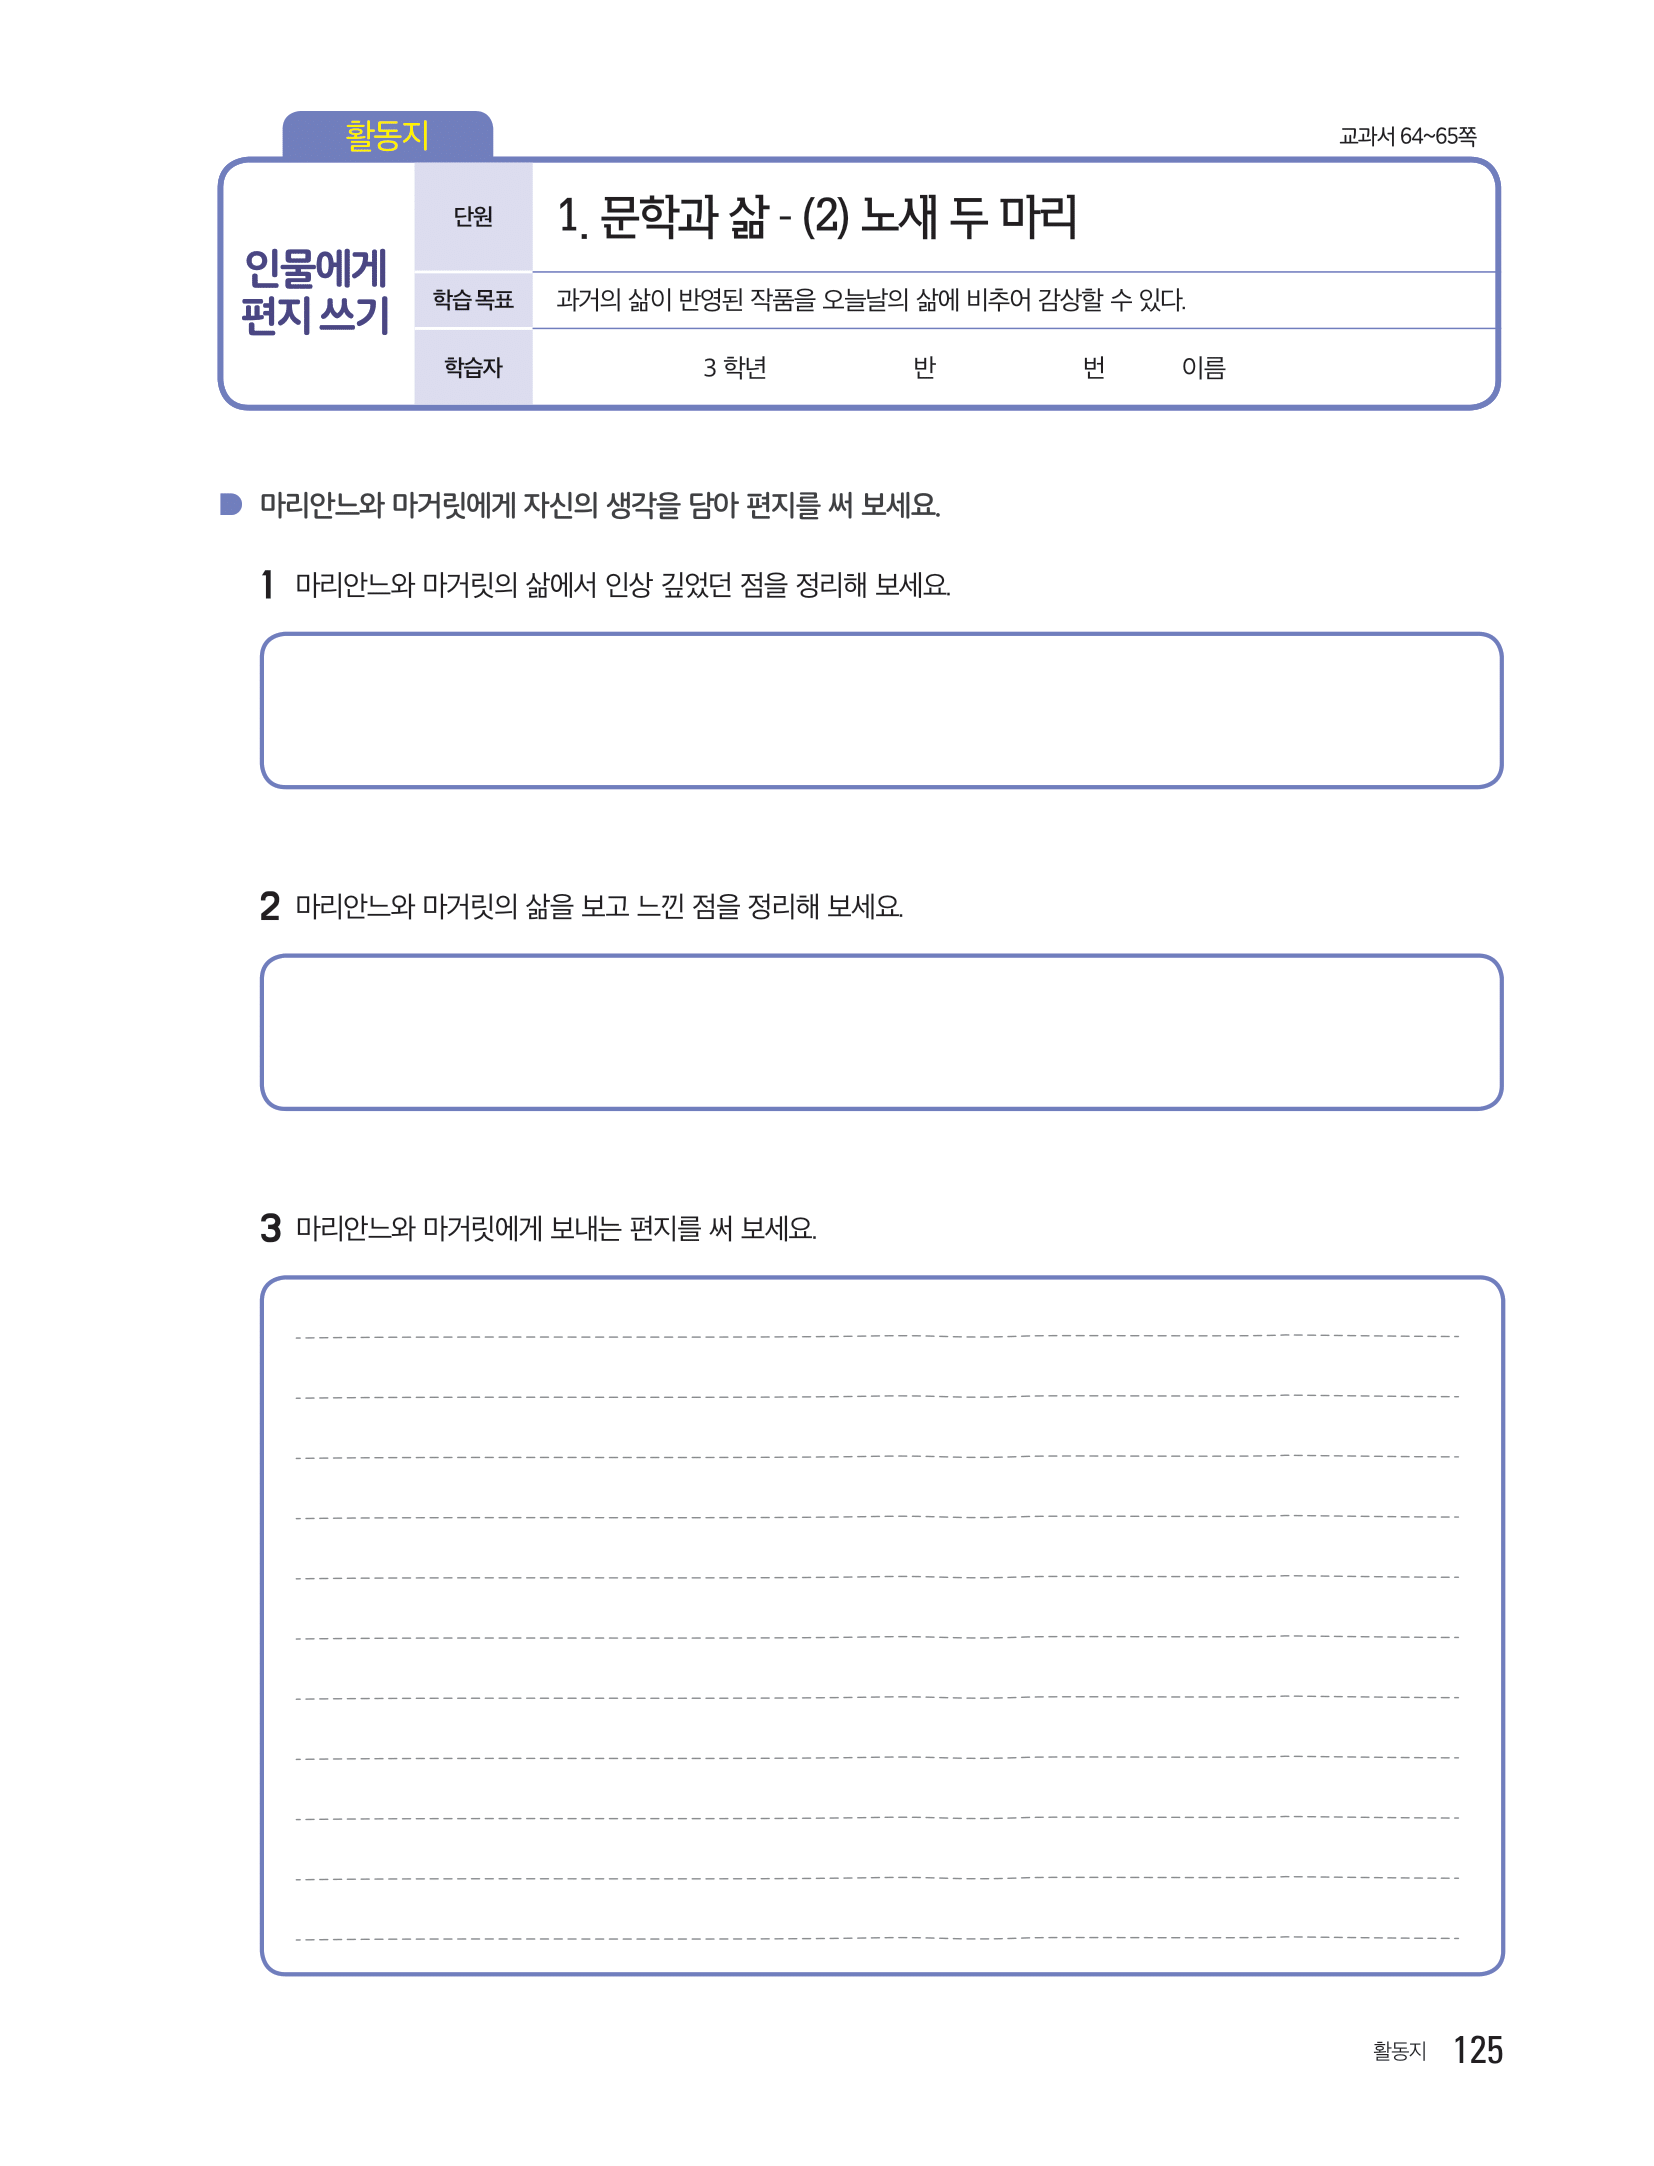 활동지
교과서 64~65쪽
인물에게
편지 쓰기
단원
1. 문학과 삶 - (2) 노새 두 마리
학습 목표
과거의 삶이 반영된 작품을 오늘날의 삶에 비추어 감상할 수 있다.
학습자
3 학년 반 번 이름
마리안느와 마거릿에게 자신의 생각을 담아 편지를 써 보세요.
1 마리안느와 마거릿의 삶에서 인상 깊었던 점을 정리해 보세요.
2 마리안느와 마거릿의 삶을 보고 느낀 점을 정리해 보세요.
3 마리안느와 마거릿에게 보내는 편지를 써 보세요.
활동지 125